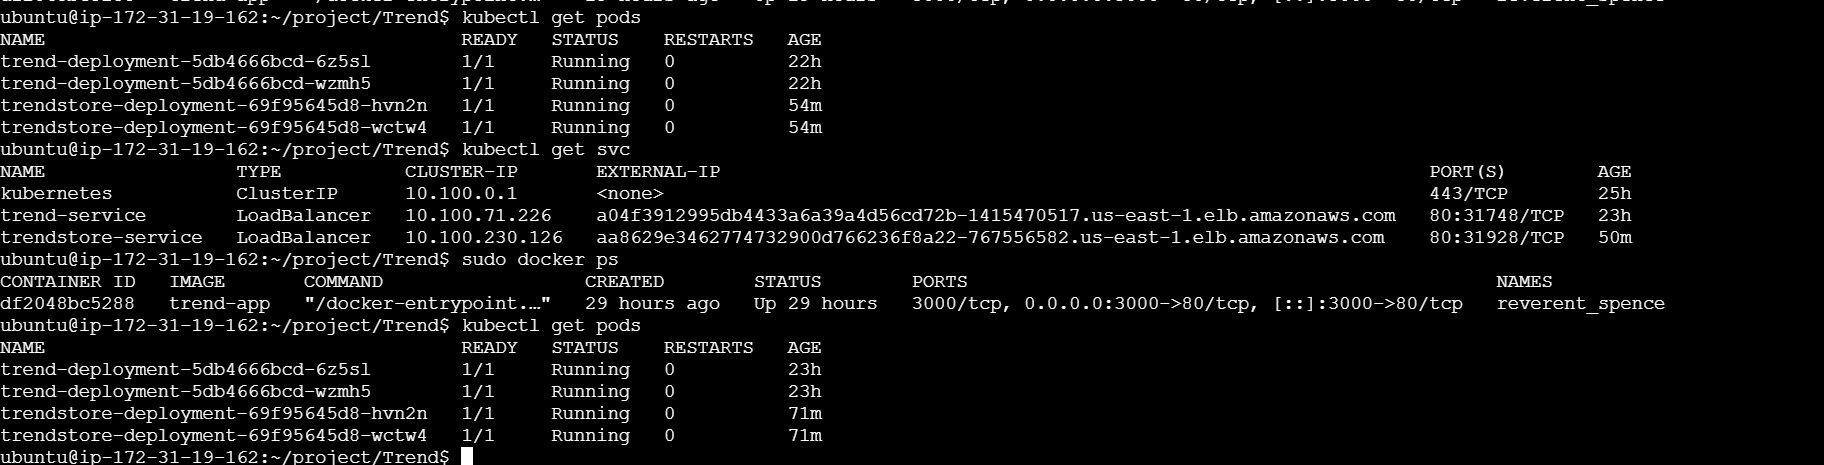 ubuntu@ip-172-31-19-162:~/project/Trend$ kubectl get pods
NAME READY STATUS RESTARTS AGE
trend-deployment-5db4666bcd-6z5sl 1/1 Running 0 22h
trend-deployment-5db4666bcd-wzmh5 1/1 Running 0 22h
trendstore-deployment-69f95645d8-hvn2n 1/1 Running 0 54m
trendstore-deployment-69f95645d8-wctw4 1/1 Running 0 54m
ubuntu@ip-172-31-19-162:~/project/Trend$ kubectl get svc
NAME TYPE CLUSTER-IP EXTERNAL-IP PORT(S) AGE
kubernetes ClusterIP 10.100.0.1 <none> 443/TCP 25h
trend-service LoadBalancer 10.100.71.226 a04f3912995db4433a6a39a4d56cd72b-1415470517.us-east-1.elb.amazonaws.com 80:31748/TCP 23h
trendstore-service LoadBalancer 10.100.230.126 aa8629e3462774732900d766236f8a22-767556582.us-east-1.elb.amazonaws.com 80:31928/TCP 50m
ubuntu@ip-172-31-19-162:~/project/Trend$ sudo docker ps
CONTAINER ID IMAGE COMMAND CREATED STATUS PORTS NAMES
df2048bc5288 trend-app "/docker-entrypoint.…" 29 hours ago Up 29 hours 3000/tcp, 0.0.0.0:3000->80/tcp, [::]:3000->80/tcp reverent_spence
ubuntu@ip-172-31-19-162:~/project/Trend$ kubectl get pods
NAME READY STATUS RESTARTS AGE
trend-deployment-5db4666bcd-6z5sl 1/1 Running 0 23h
trend-deployment-5db4666bcd-wzmh5 1/1 Running 0 23h
trendstore-deployment-69f95645d8-hvn2n 1/1 Running 0 71m
trendstore-deployment-69f95645d8-wctw4 1/1 Running 0 71m
ubuntu@ip-172-31-19-162:~/project/Trend$